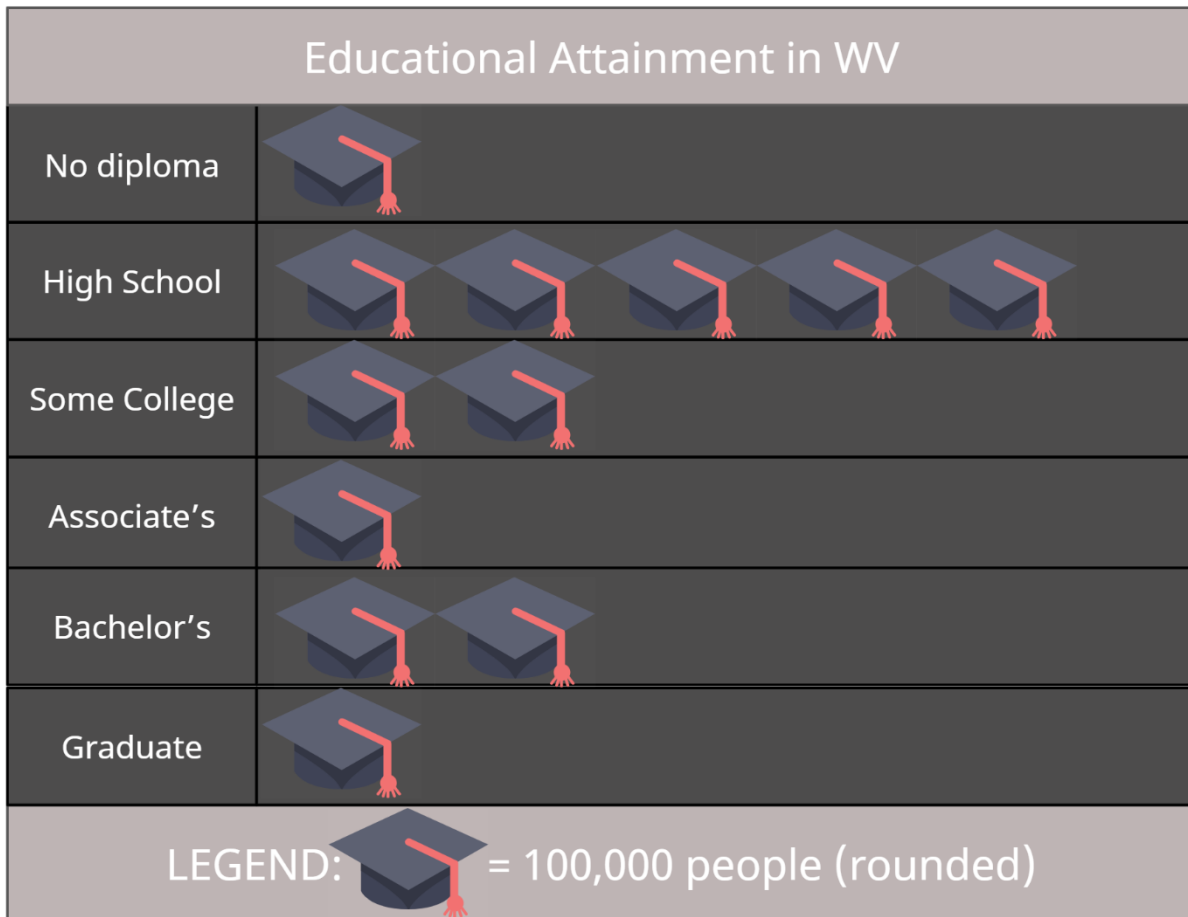 Educational Attainment in WV
No diploma
High School
Some College
Associate’s
Bachelor’s
Graduate
LEGEND: = 100,000 people (rounded)